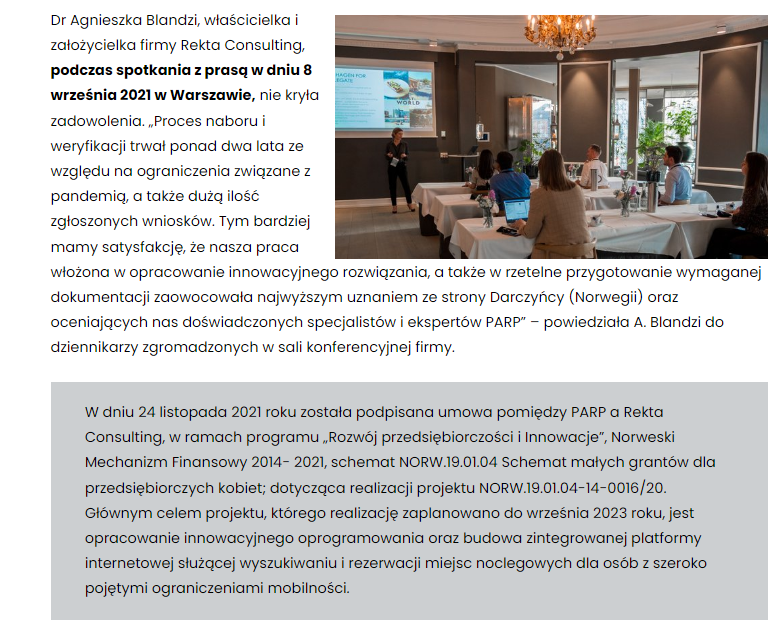 Dr Agnieszka Blandzi, właścicielka i
założycielka firmy Rekta Consulting,
podczas spotkania z prasą w dniu 8
września 2021 w Warszawie, nie kryła
zadowolenia. „Proces naboru i
weryfikacji trwał ponad dwa lata ze
względu na ograniczenia związane z
pandemią, a także dużą ilość
zgłoszonych wniosków. Tym bardziej
mamy satysfakcję, że nasza praca
włożona w opracowanie innowacyjnego rozwiązania, a także w rzetelne przygotowanie wymaganej
dokumentacji zaowocowała najwyższym uznaniem ze strony Darczyńcy (Norwegii) oraz
oceniających nas doświadczonych specjalistów i ekspertów PARP” – powiedziała A. Blandzi do
dziennikarzy zgromadzonych w sali konferencyjnej firmy.
WORLD
W dniu 24 listopada 2021 roku została podpisana umowa pomiędzy PARP a Rekta
Consulting, w ramach programu „Rozwój przedsiębiorczości i Innowacje”, Norweski
Mechanizm Finansowy 2014- 2021, schemat NORW.19.01.04 Schemat małych grantów dla
przedsiębiorczych kobiet; dotycząca realizacji projektu NORW.19.01.04-14-0016/20.
Głównym celem projektu, którego realizację zaplanowano do września 2023 roku, jest
opracowanie innowacyjnego oprogramowania oraz budowa zintegrowanej platformy
internetowej służącej wyszukiwaniu i rezerwacji miejsc noclegowych dla osób z szeroko
pojętymi ograniczeniami mobilności.